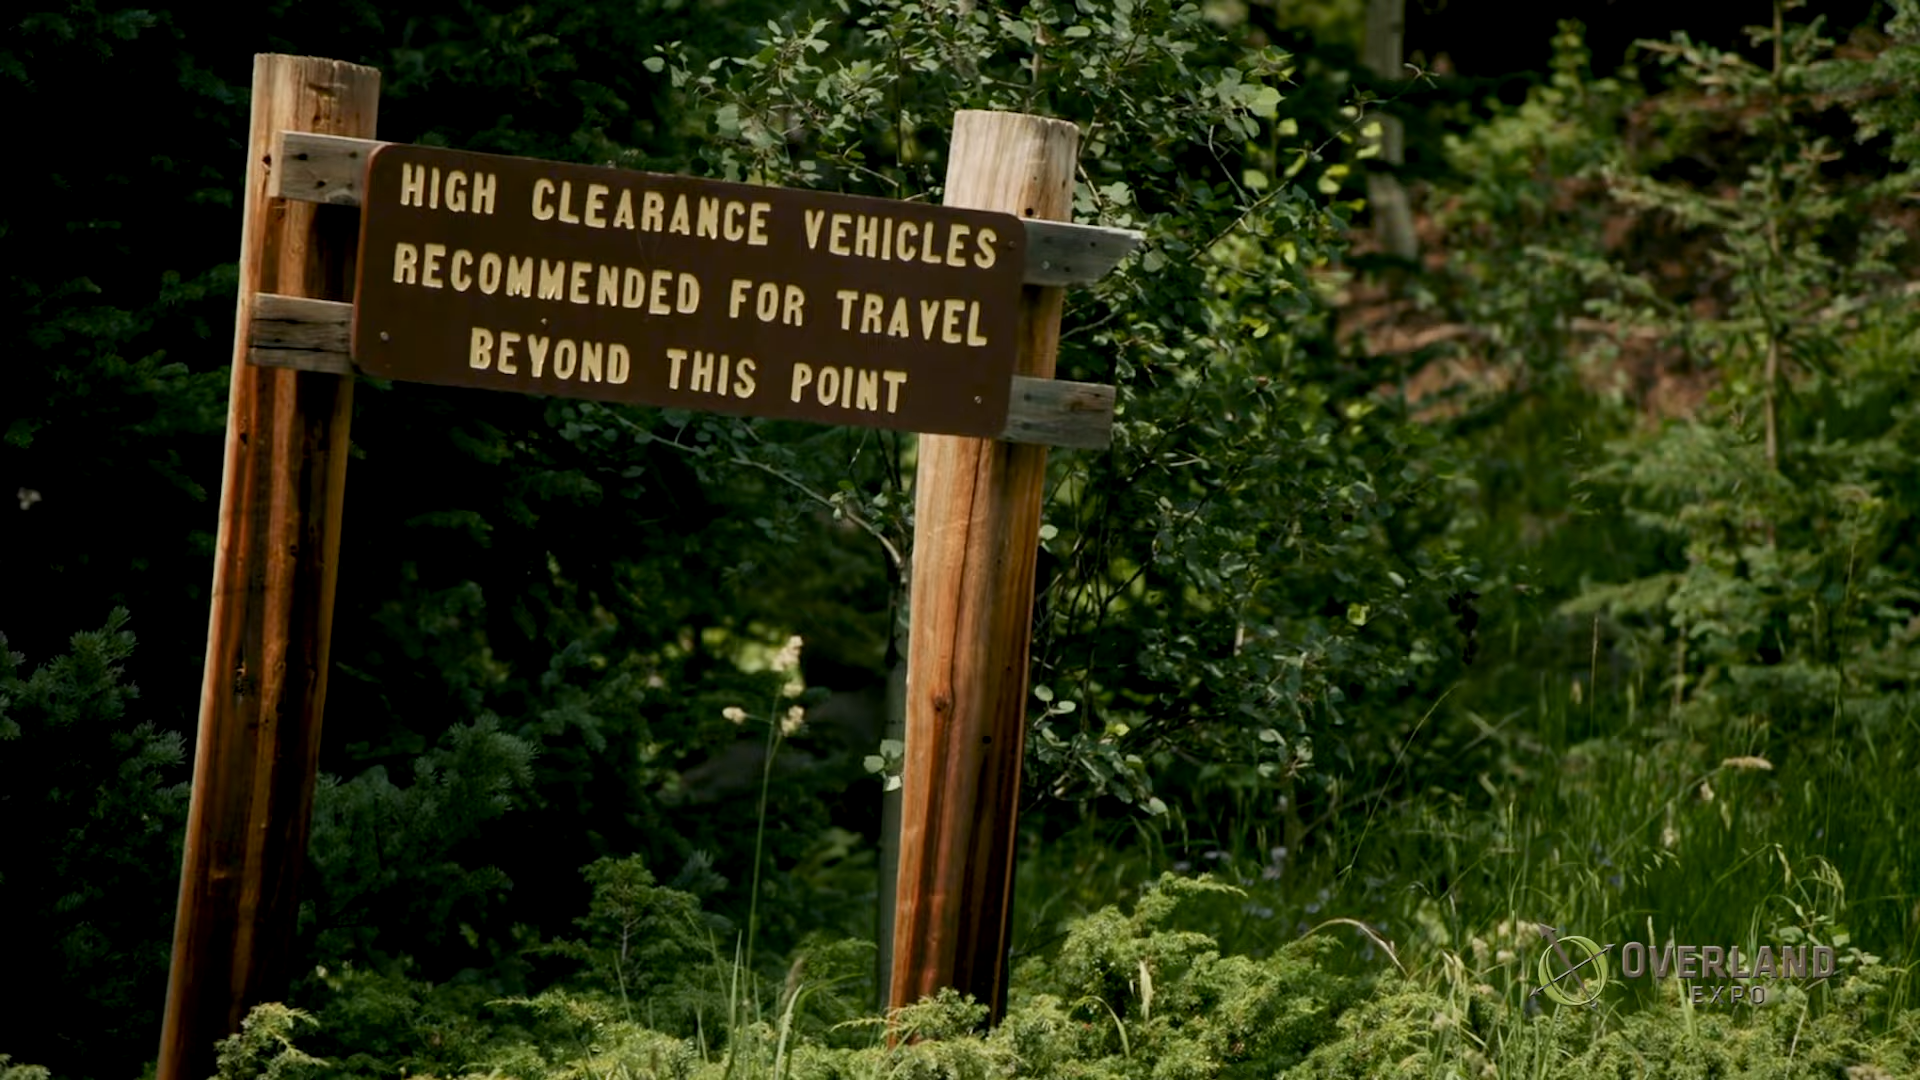 HIGH CLEARANCE VEHICLES
RECOMMENDED FOR TRAVEL
BEYOND THIS POINT
OVERLAND
EXPO